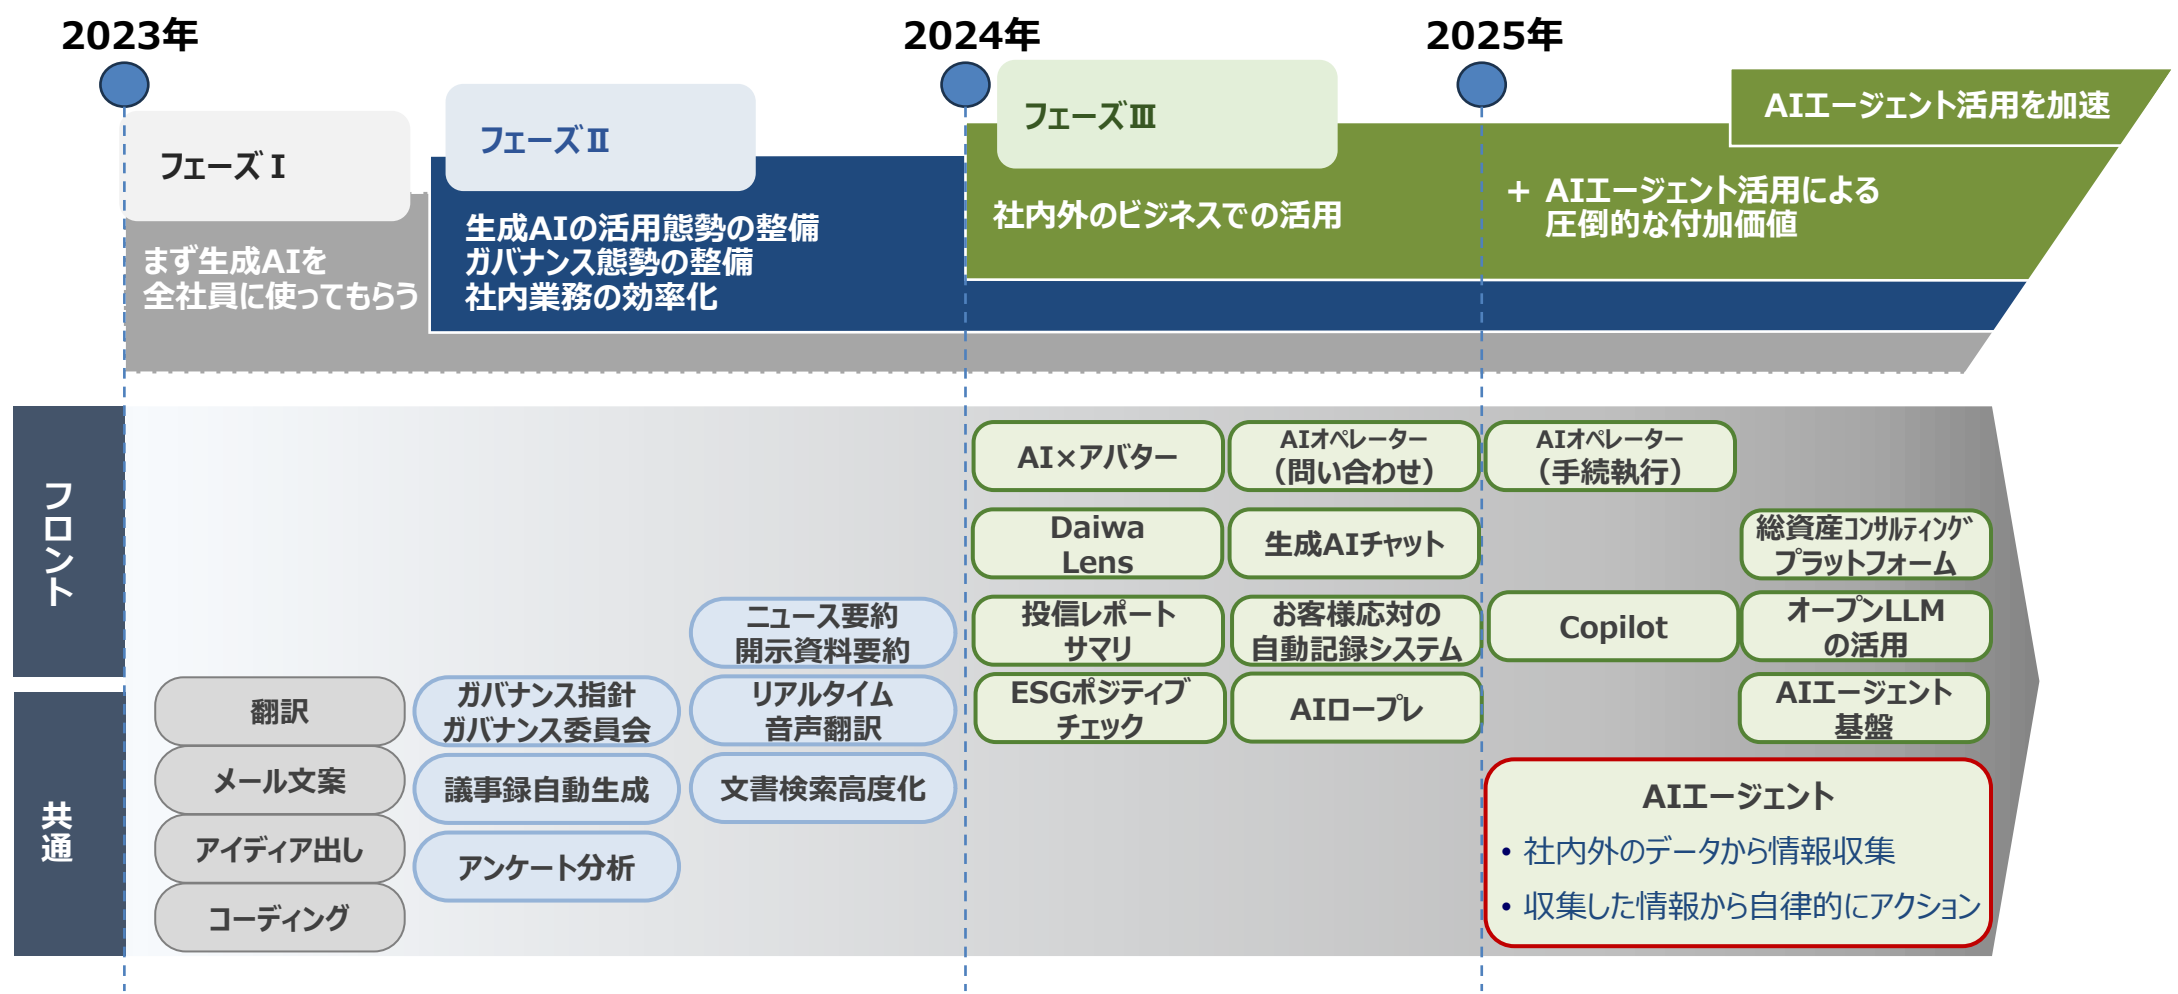 2023年
2024年
2025年
フェーズⅠ
まず生成AIを
全社員に使ってもらう
フェーズⅡ
生成AIの活用態勢の整備
ガバナンス態勢の整備
社内業務の効率化
フェーズⅢ
社内外のビジネスでの活用
＋ AIエージェント活用による
圧倒的な付加価値
AIエージェント活用を加速
フロント
AI×アバター
AIオペレーター
（問い合わせ）
AIオペレーター
（手続執行）
Daiwa
Lens
生成AIチャット
総資産コンサルティング
プラットフォーム
ニュース要約
開示資料要約
投信レポート
サマリ
お客様応対の
自動記録システム
Copilot
オープンLLM
の活用
共通
翻訳
ガバナンス指針
ガバナンス委員会
リアルタイム
音声翻訳
ESGポジティブ
チェック
AIロープレ
AIエージェント
基盤
メール文案
議事録自動生成
文書検索高度化
アイディア出し
アンケート分析
コーディング
AIエージェント
• 社内外のデータから情報収集
• 収集した情報から自律的にアクション